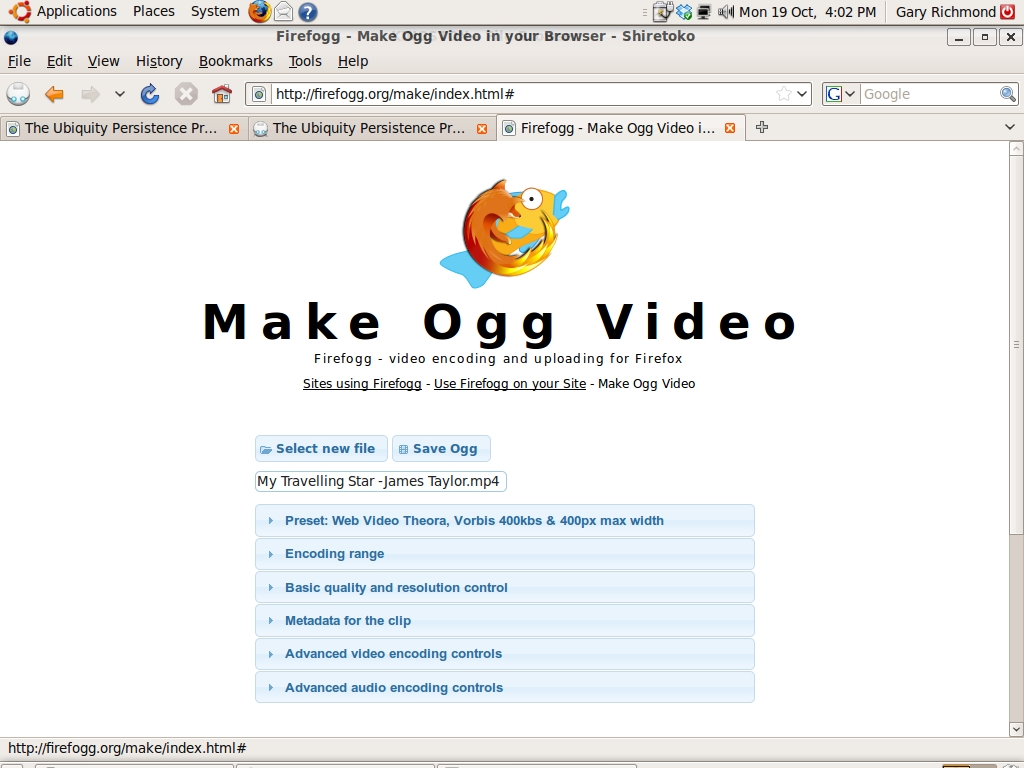 Applications Places System Mon 19 Oct, 4:02 PM Gary Richmond
Firefogg - Make Ogg Video in your Browser - Shiretoko
File Edit View History Bookmarks Tools Help
http://firefogg.org/make/index.html# G Google
The Ubiquity Persistence Pr... The Ubiquity Persistence Pr... Firefogg - Make Ogg Video i...
Make Ogg Video
Firefogg - video encoding and uploading for Firefox
Sites using Firefogg - Use Firefogg on your Site - Make Ogg Video
Select new file Save Ogg
My Travelling Star -James Taylor.mp4
Preset: Web Video Theora, Vorbis 400kbs & 400px max width
Encoding range
Basic quality and resolution control
Metadata for the clip
Advanced video encoding controls
Advanced audio encoding controls
http://firefogg.org/make/index.html#